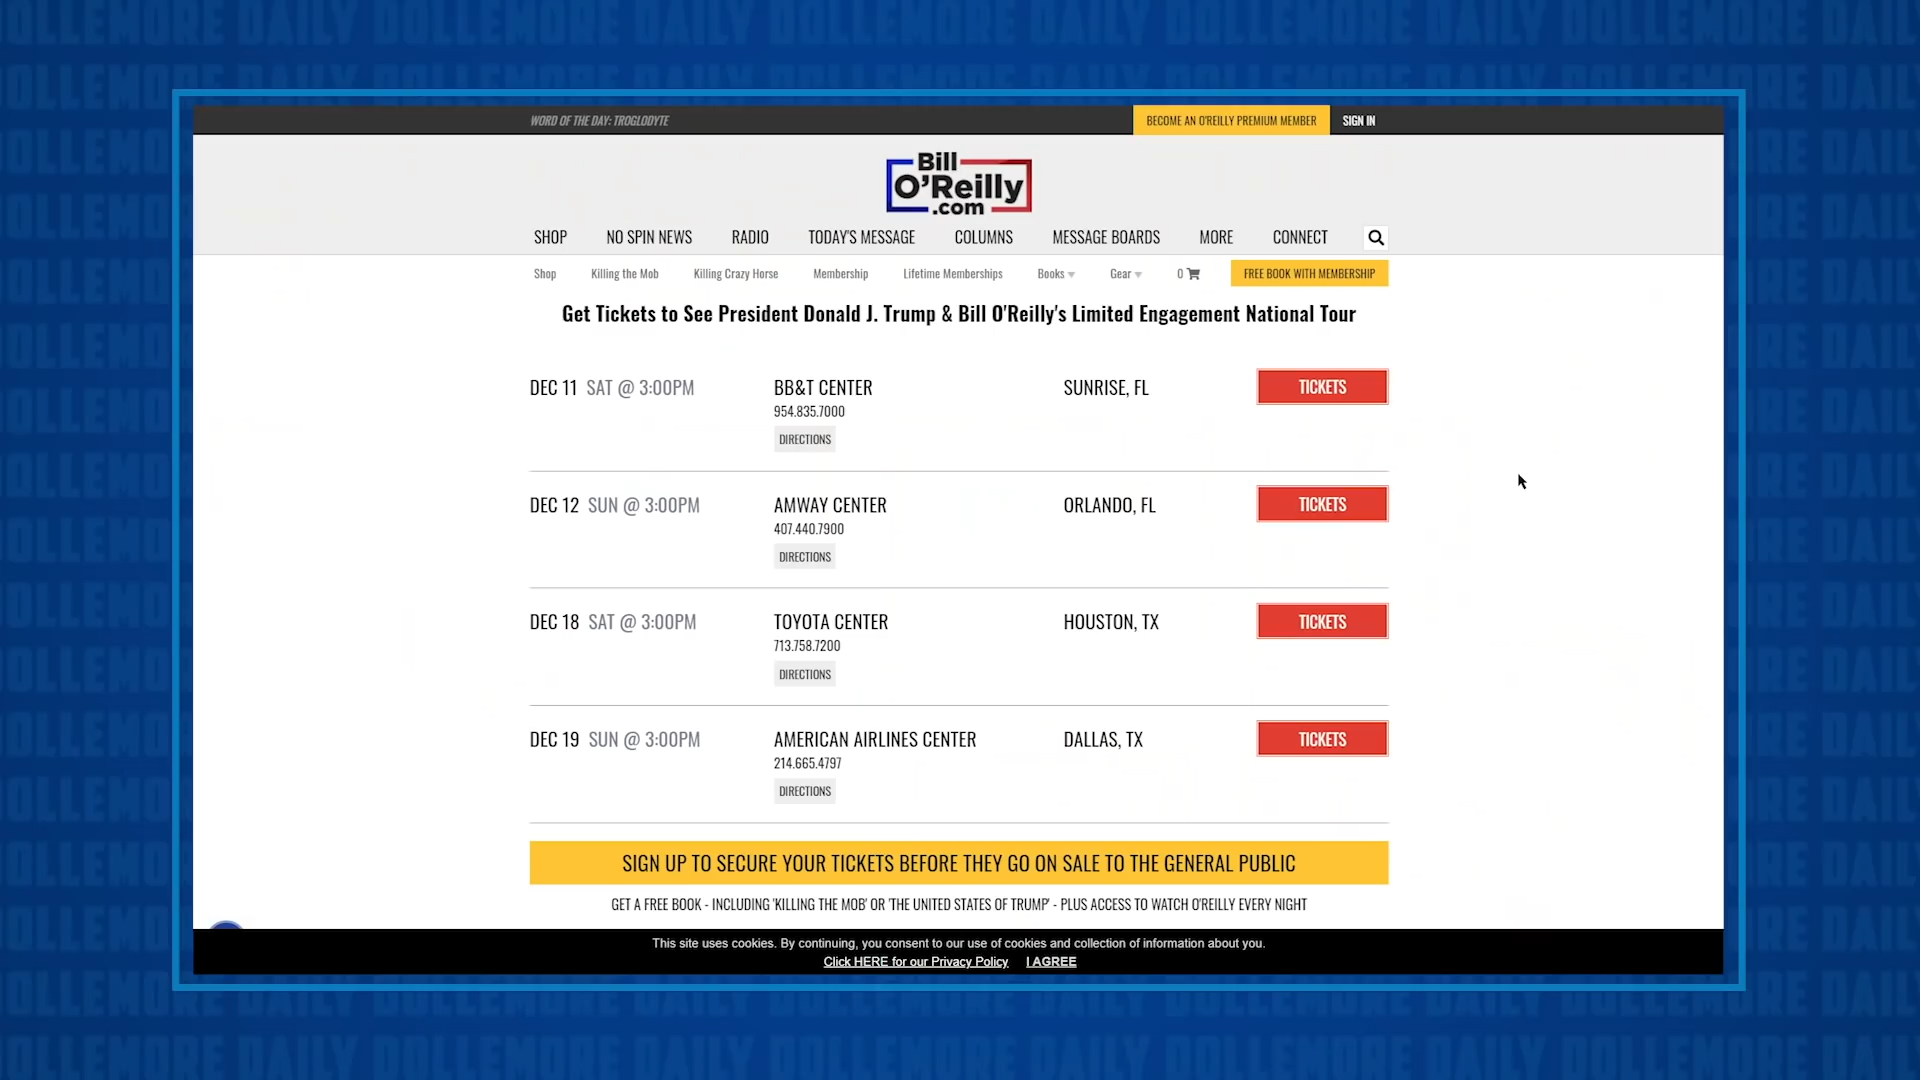 DOLLEMORE DAILY DOLLEMORE DAILY DOLLEMORE DAILY
WORD OF THE DAY: TROGLODYTE
BECOME AN O'REILLY PREMIUM MEMBER
SIGN IN
Bill
O'Reilly
.com
SHOP NO SPIN NEWS RADIO TODAY'S MESSAGE COLUMNS MESSAGE BOARDS MORE CONNECT
Shop Killing the Mob Killing Crazy Horse Membership Lifetime Memberships Books Gear 0 FREE BOOK WITH MEMBERSHIP
Get Tickets to See President Donald J. Trump & Bill O'Reilly's Limited Engagement National Tour
DEC 11 SAT @ 3:00PM BB&T CENTER SUNRISE, FL TICKETS
954.835.7000
DIRECTIONS
DEC 12 SUN @ 3:00PM AMWAY CENTER ORLANDO, FL TICKETS
407.440.7900
DIRECTIONS
DEC 18 SAT @ 3:00PM TOYOTA CENTER HOUSTON, TX TICKETS
713.758.7200
DIRECTIONS
DEC 19 SUN @ 3:00PM AMERICAN AIRLINES CENTER DALLAS, TX TICKETS
214.665.4797
DIRECTIONS
SIGN UP TO SECURE YOUR TICKETS BEFORE THEY GO ON SALE TO THE GENERAL PUBLIC
GET A FREE BOOK - INCLUDING 'KILLING THE MOB' OR 'THE UNITED STATES OF TRUMP' - PLUS ACCESS TO WATCH O'REILLY EVERY NIGHT
This site uses cookies. By continuing, you consent to our use of cookies and collection of information about you.
Click HERE for our Privacy Policy I AGREE